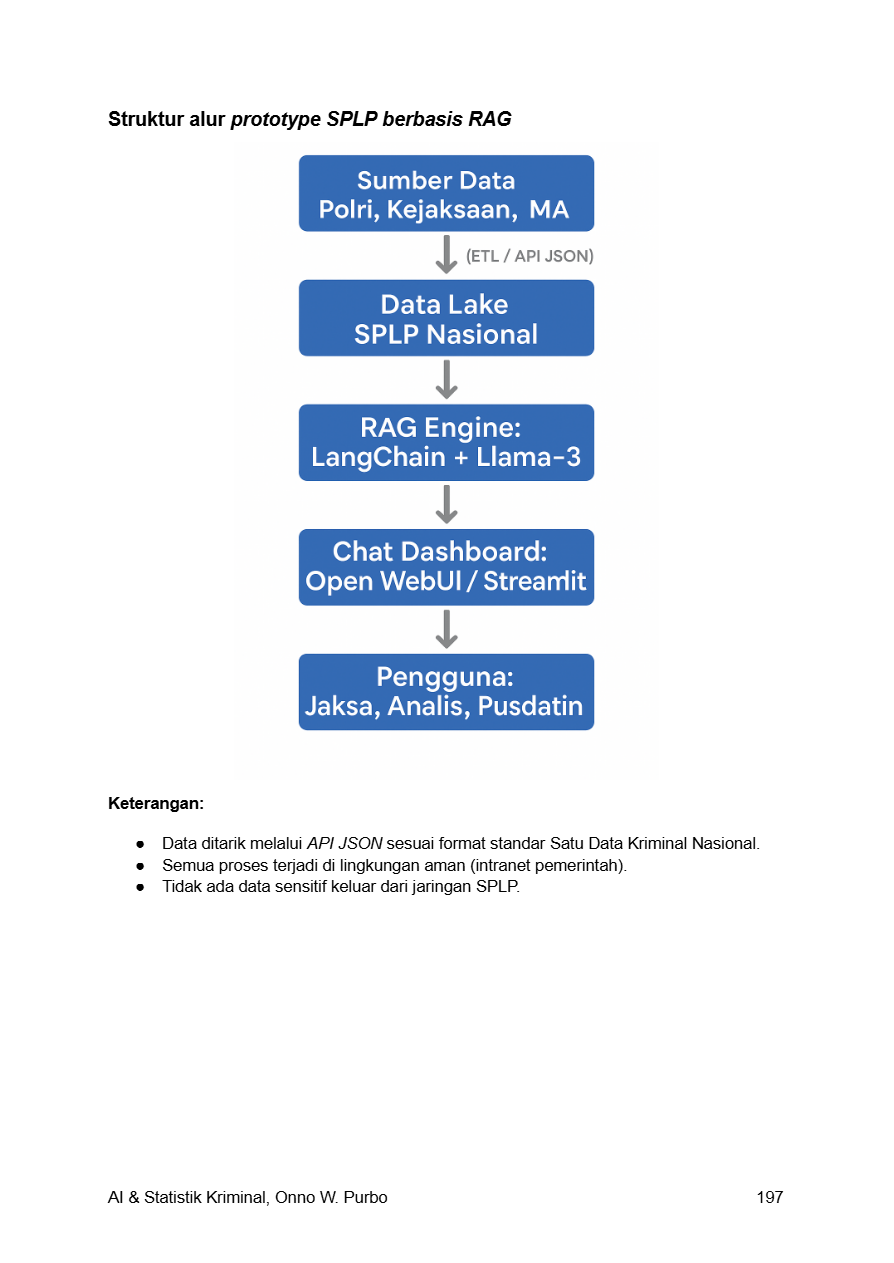 Struktur alur prototype SPLP berbasis RAG
Sumber Data
Polri, Kejaksaan, MA
(ETL / API JSON)
Data Lake
SPLP Nasional
RAG Engine:
LangChain + Llama-3
Chat Dashboard:
Open WebUI / Streamlit
Pengguna:
Jaksa, Analis, Pusdatin
Keterangan:
● Data ditarik melalui API JSON sesuai format standar Satu Data Kriminal Nasional.
● Semua proses terjadi di lingkungan aman (intranet pemerintah).
● Tidak ada data sensitif keluar dari jaringan SPLP.
AI & Statistik Kriminal, Onno W. Purbo 197